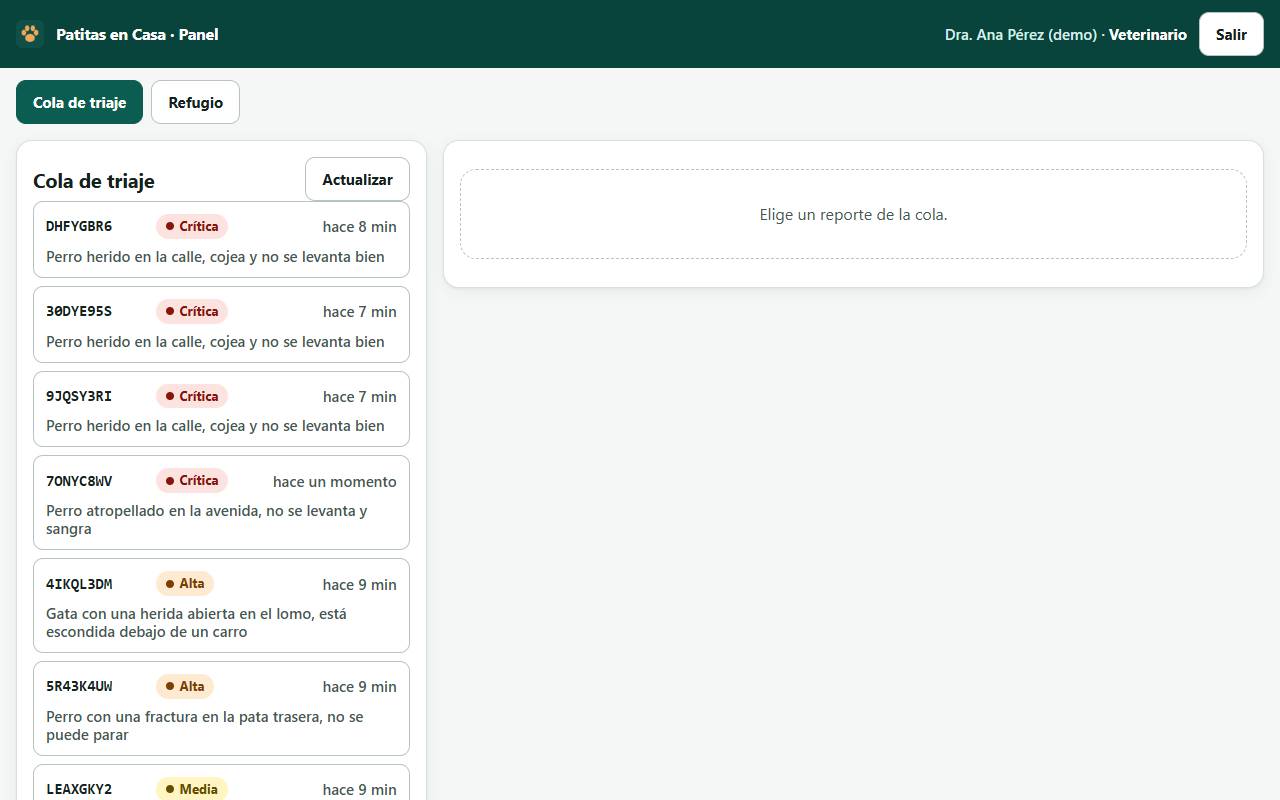 Patitas en Casa · Panel
Dra. Ana Pérez (demo) · Veterinario
Salir
Cola de triaje
Refugio
Cola de triaje
Actualizar
DHFYGBR6
Crítica
hace 8 min
Perro herido en la calle, cojea y no se levanta bien
30DYE95S
Crítica
hace 7 min
Perro herido en la calle, cojea y no se levanta bien
9JQSY3RI
Crítica
hace 7 min
Perro herido en la calle, cojea y no se levanta bien
7ONYC8WV
Crítica
hace un momento
Perro atropellado en la avenida, no se levanta y
sangra
4IKQL3DM
Alta
hace 9 min
Gata con una herida abierta en el lomo, está
escondida debajo de un carro
5R43K4UW
Alta
hace 9 min
Perro con una fractura en la pata trasera, no se
puede parar
LEAXGKY2
Media
hace 9 min
Elige un reporte de la cola.